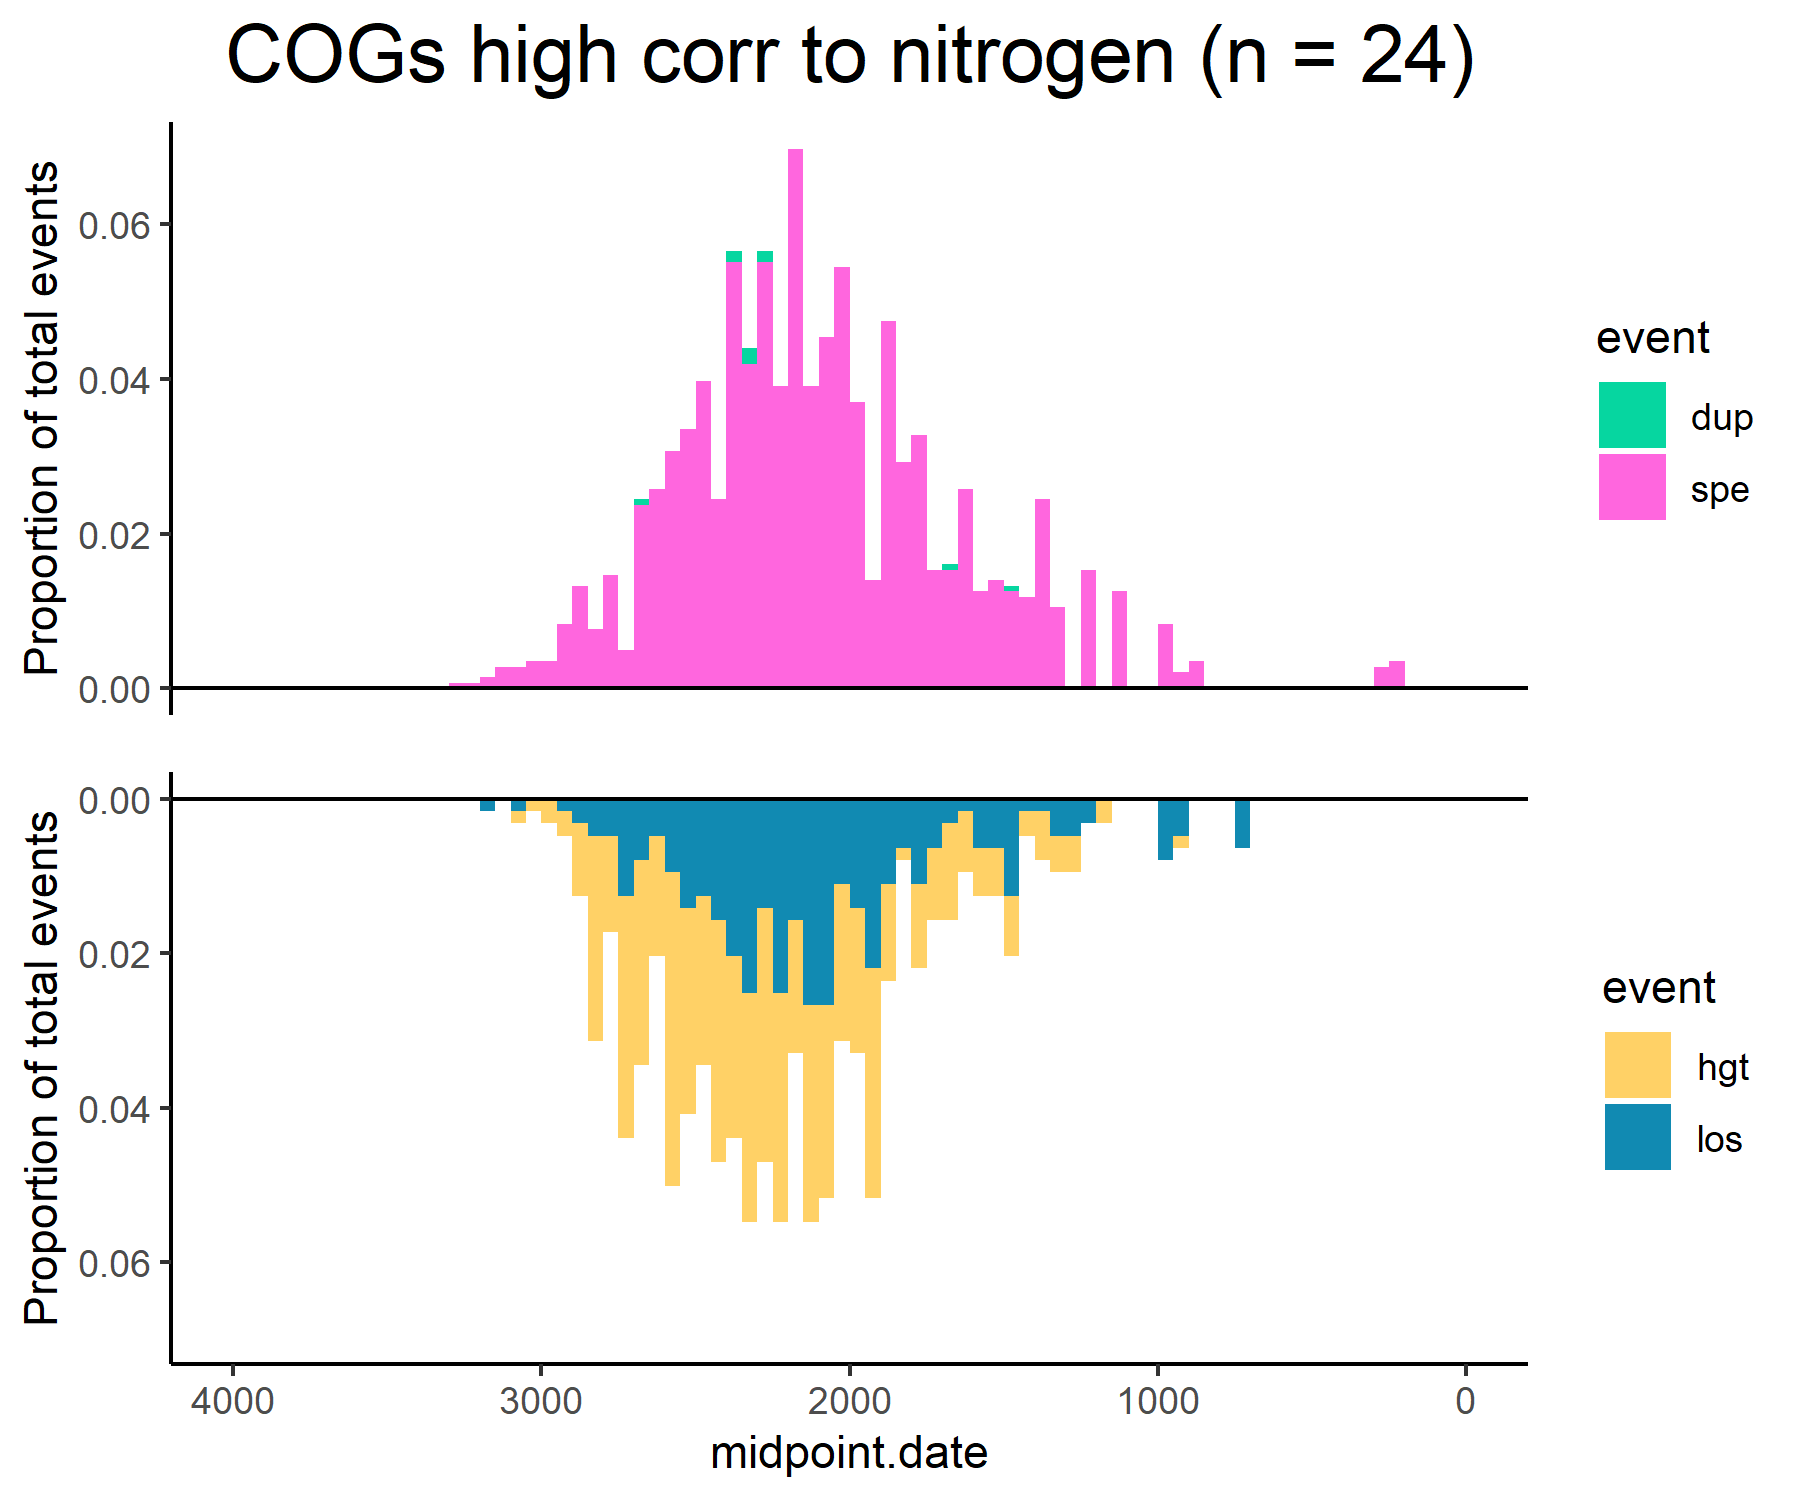 COGs high corr to nitrogen (n = 24)
Proportion of total events
0.06
0.04
0.02
0.00
event
dup
spe
Proportion of total events
0.00
0.02
0.04
0.06
event
hgt
los
4000 3000 2000 1000 0
midpoint.date